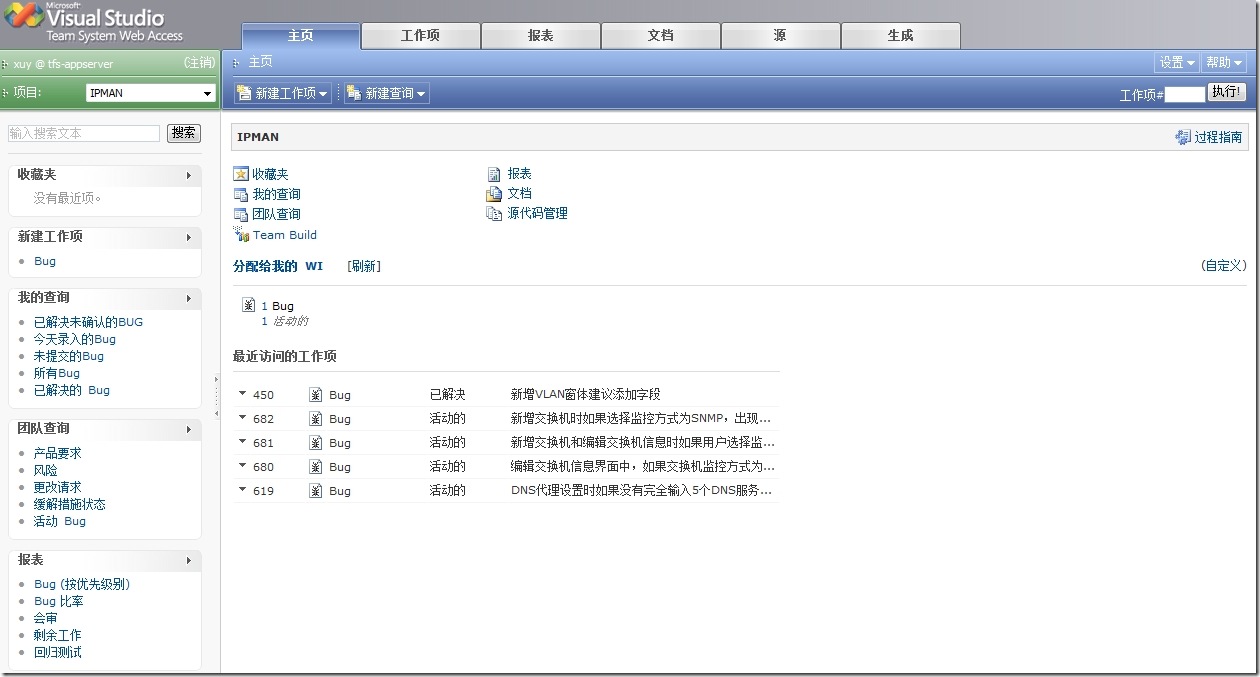 Microsoft
Visual Studio
Team System Web Access
主页 工作项 报表 文档 源 生成
xuy @ tfs-appserver (注销)
主页 设置 帮助
项目: IPMAN
新建工作项 新建查询 工作项# 执行!
输入搜索文本 搜索
收藏夹
没有最近项。
新建工作项
Bug
我的查询
已解决未确认的BUG
今天录入的Bug
未提交的Bug
所有Bug
已解决的 Bug
团队查询
产品要求
风险
更改请求
缓解措施状态
活动 Bug
报表
Bug (按优先级别)
Bug 比率
会审
剩余工作
回归测试
IPMAN 过程指南
收藏夹 报表
我的查询 文档
团队查询 源代码管理
Team Build
分配给我的 WI [刷新] (自定义)
1 Bug
1 活动的
最近访问的工作项
450 Bug 已解决 新增VLAN窗体建议添加字段
682 Bug 活动的 新增交换机时如果选择监控方式为SNMP，出现...
681 Bug 活动的 新增交换机和编辑交换机信息时如果用户选择监...
680 Bug 活动的 编辑交换机信息界面中，如果交换机监控方式为...
619 Bug 活动的 DNS代理设置时如果没有完全输入5个DNS服务...